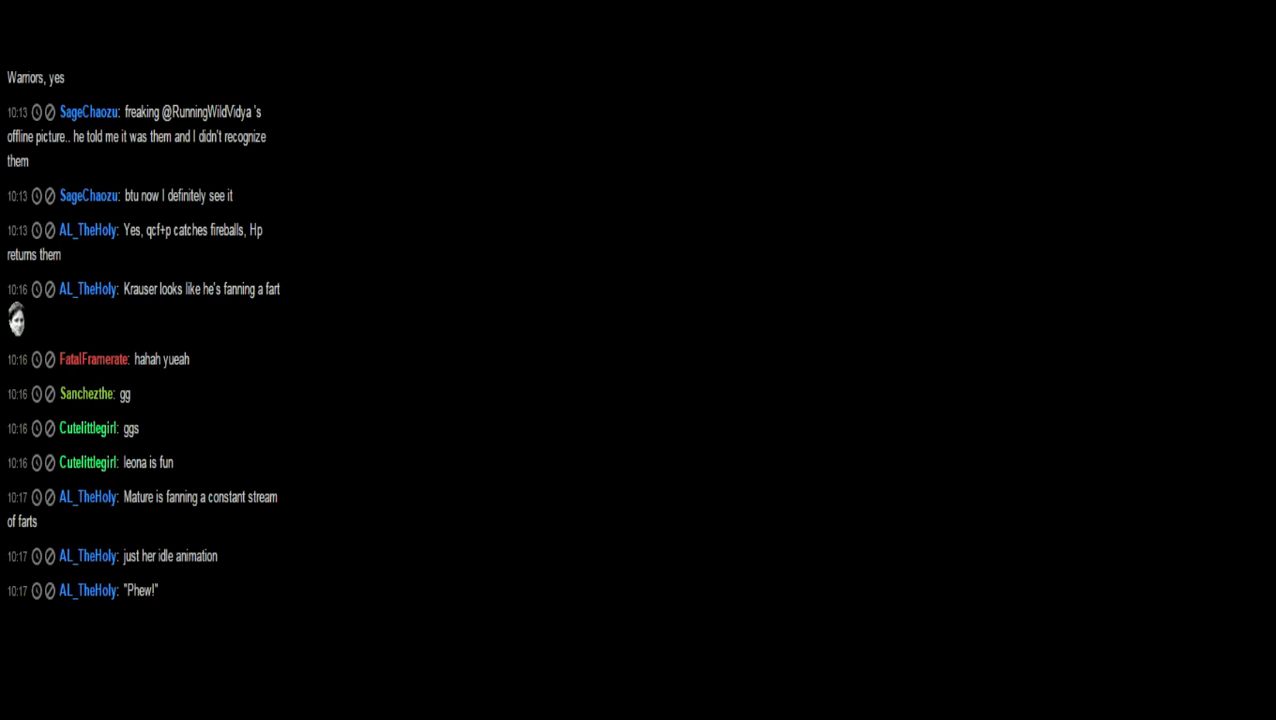 Warriors, yes
10:13 SageChaozu: freaking @RunningWildVidya 's
offline picture.. he told me it was them and I didn't recognize
them
10:13 SageChaozu: btu now I definitely see it
10:13 AL_TheHoly: Yes, qcf+p catches fireballs, Hp
returns them
10:16 AL_TheHoly: Krauser looks like he's fanning a fart
10:16 FatalFramerate: hahah yueah
10:16 Sanchezthe: gg
10:16 Cutelittlegirl: ggs
10:16 Cutelittlegirl: leona is fun
10:17 AL_TheHoly: Mature is fanning a constant stream
of farts
10:17 AL_TheHoly: just her idle animation
10:17 AL_TheHoly: "Phew!"